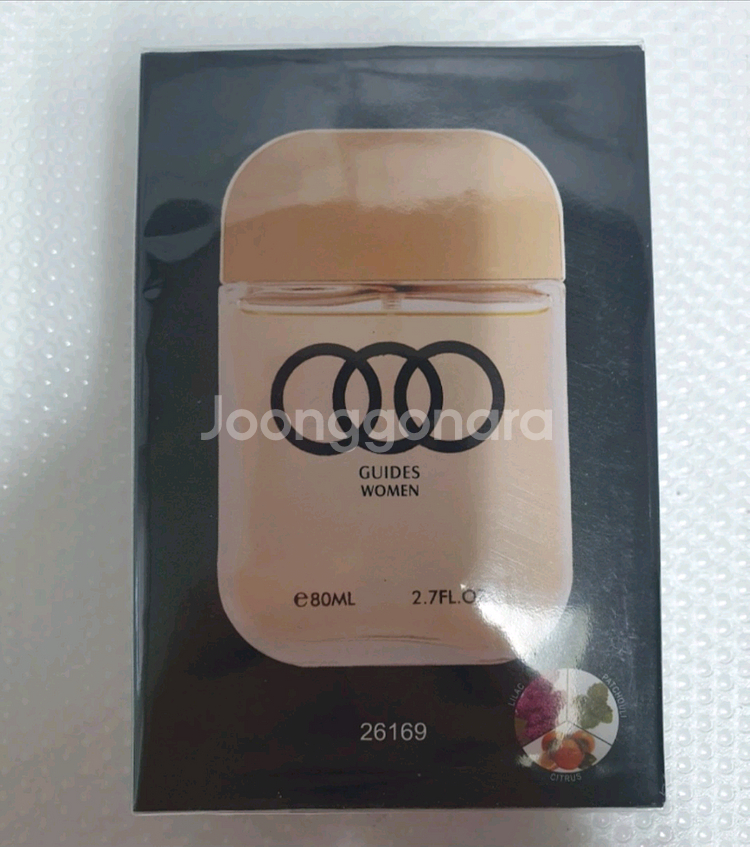 Joonggonara
GUIDES
WOMEN
e80ML 2.7FL.OZ
LILAC PATCHOULI
26169
CITRUS